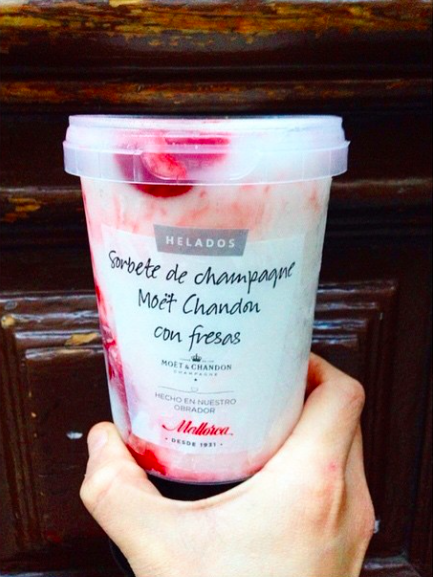 HELADOS
Sorbete de champagne
Moët Chandon
con fresas
MOËT & CHANDON
CHAMPAGNE
HECHO EN NUESTRO
OBRADOR
Mallorca
• DESDE 1931 •